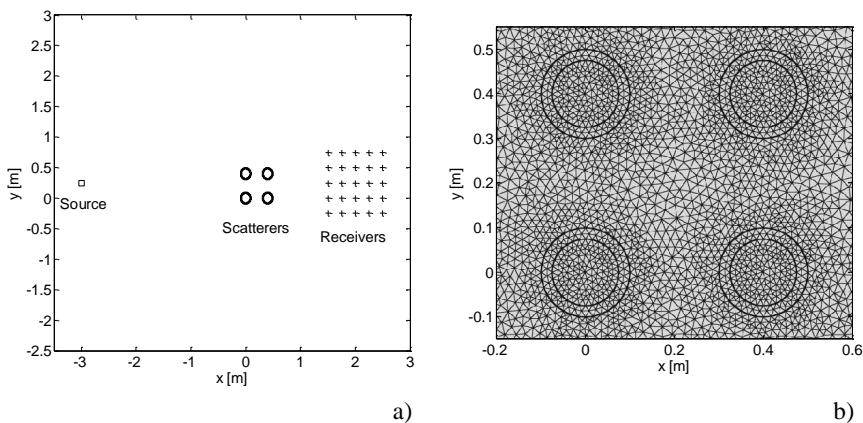 3
2.5
2
1.5
1
0.5
0
-0.5
-1
-1.5
-2
-2.5
y [m]
-3 -2 -1 0 1 2 3
x [m]
Source
Scatterers
Receivers
a)
0.5
0.4
0.3
0.2
0.1
0
-0.1
y [m]
-0.2 0 0.2 0.4 0.6
x [m]
b)